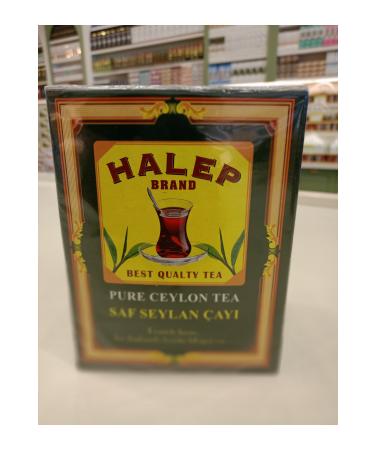 HALEP
BRAND
BEST QUALTY TEA
PURE CEYLON TEA
SAF SEYLAN ÇAYI